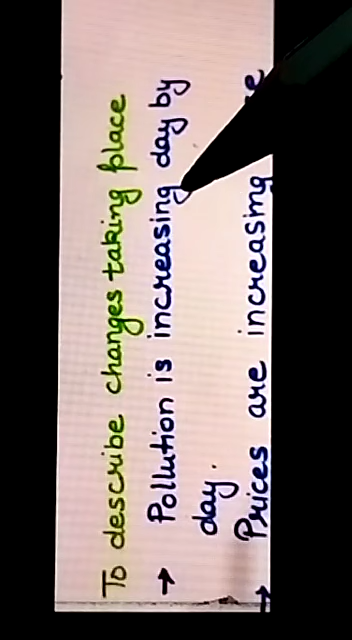 To describe changes taking place
→ Pollution is increasing day by
day.
→ Prices are increasing